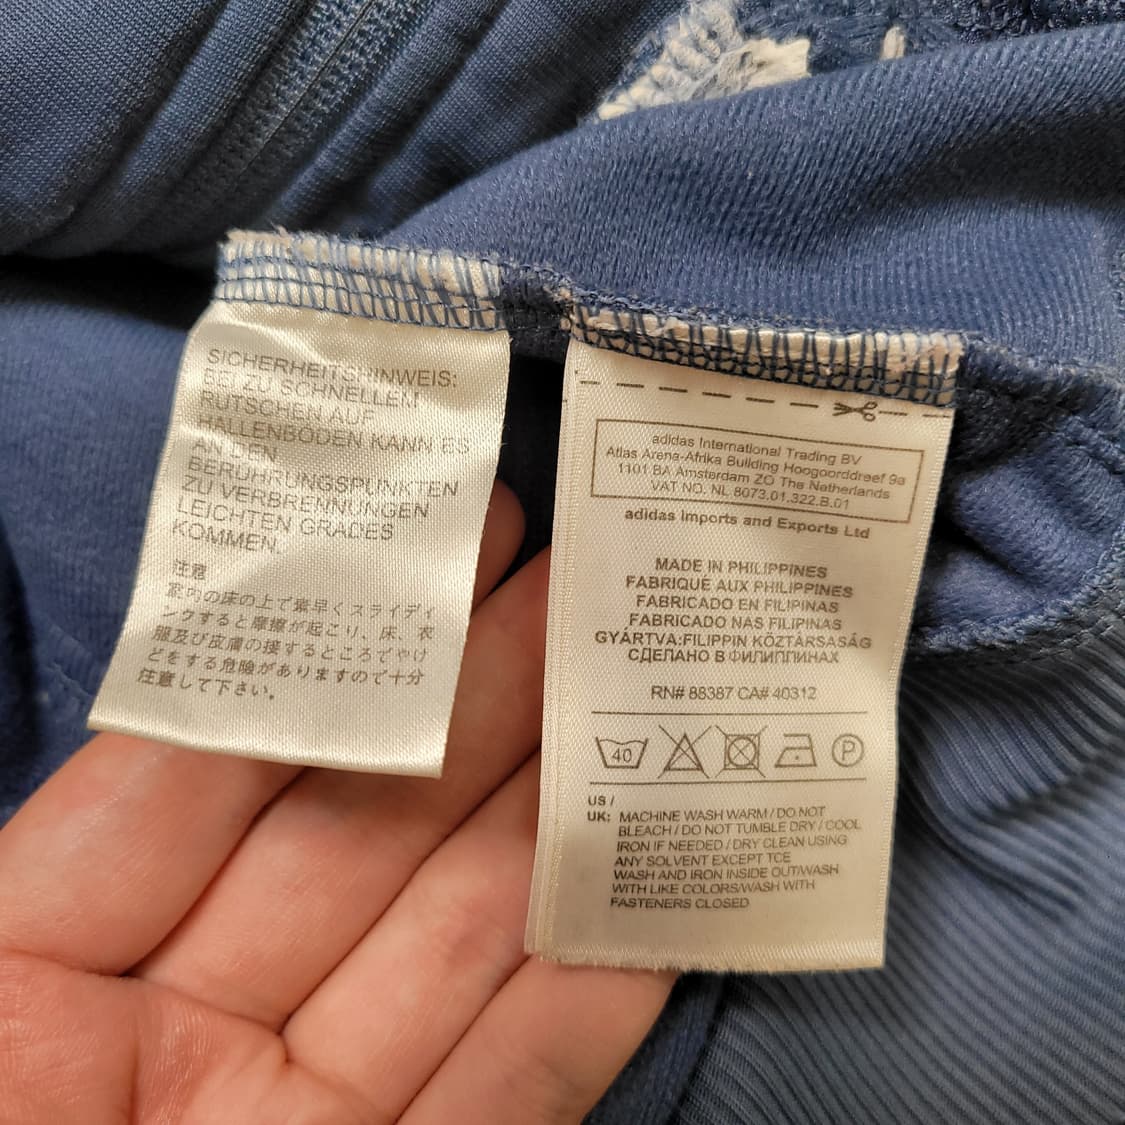 SICHERHEITSHINWEIS:
BEI ZU SCHNELLEM
RUTSCHEN AUF
HALLENBODEN KANN ES
AN DEN
BERÜHRUNGSPUNKTEN
ZU VERBRENNUNGEN
LEICHTEN GRADES
KOMMEN.
注意
室内の床の上で素早くスライディ
ングすると摩擦が起こり、床、衣
服及び皮膚の接するところでやけ
どをする危険がありますので十分
注意して下さい。
adidas International Trading BV
Atlas Arena-Afrika Building Hoogoorddreef 9a
1101 BA Amsterdam ZO The Netherlands
VAT NO. NL 8073.01.322.B.01
adidas Imports and Exports Ltd
MADE IN PHILIPPINES
FABRIQUÉ AUX PHILIPPINES
FABRICADO EN FILIPINAS
FABRICADO NAS FILIPINAS
GYÁRTVA:FILIPPIN KÖZTÁRSASÁG
СДЕЛАНО В ФИЛИППИНАХ
RN# 88387 CA# 40312
40 P
US /
UK: MACHINE WASH WARM / DO NOT
BLEACH / DO NOT TUMBLE DRY / COOL
IRON IF NEEDED / DRY CLEAN USING
ANY SOLVENT EXCEPT TCE
WASH AND IRON INSIDE OUT/WASH
WITH LIKE COLORS/WASH WITH
FASTENERS CLOSED